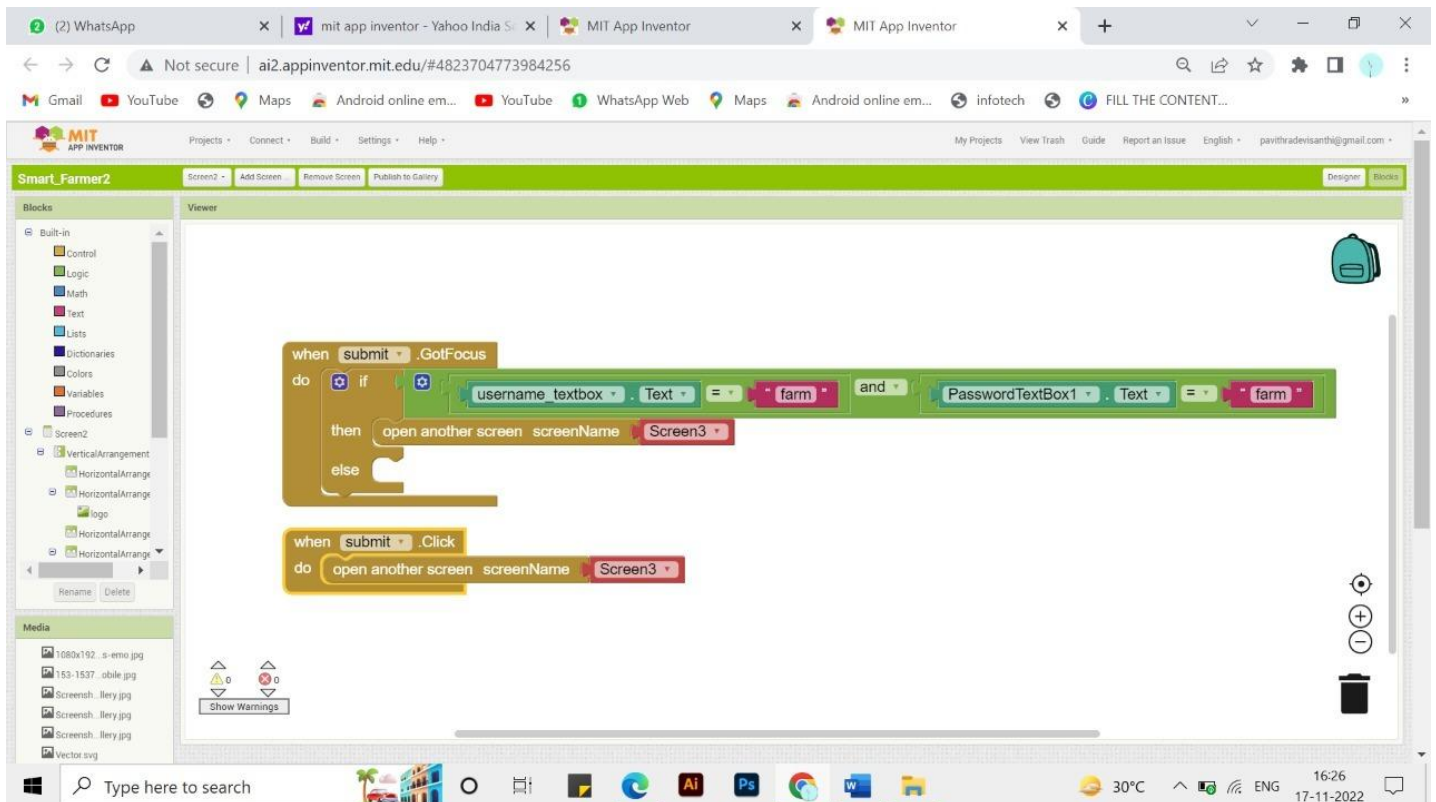 (2) WhatsApp
mit app inventor - Yahoo India S
MIT App Inventor
MIT App Inventor
Not secure | ai2.appinventor.mit.edu/#4823704773984256
Gmail YouTube Maps Android online em... YouTube WhatsApp Web Maps Android online em... infotech FILL THE CONTENT... »
MIT
APP INVENTOR
Projects Connect Build Settings Help My Projects View Trash Guide Report an Issue English pavithradevisanthi@gmail.com
Smart_Farmer2 Screen2 Add Screen ... Remove Screen Publish to Gallery Designer Blocks
Blocks
Viewer
Built-in
Control
Logic
Math
Text
Lists
Dictionaries
Colors
Variables
Procedures
Screen2
VerticalArrangement
HorizontalArrange
HorizontalArrange
logo
HorizontalArrange
HorizontalArrange
Rename Delete
Media
1080x192...s-emo.jpg
153-1537...obile.jpg
Screensh...llery.jpg
Screensh...llery.jpg
Screensh...llery.jpg
Vector.svg
when submit .GotFocus
do if username_textbox . Text = " farm " and PasswordTextBox1 . Text = " farm "
then open another screen screenName Screen3
else
when submit .Click
do open another screen screenName Screen3
0 0
Show Warnings
Type here to search
Ai Ps W
30°C ENG 16:26
17-11-2022